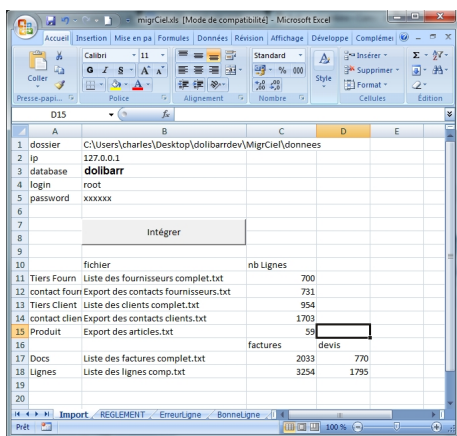 migrCiel.xls [Mode de compatibilité] - Microsoft Excel
Accueil Insertion Mise en pa Formules Données Révision Affichage Développe Complémer
Coller
Calibri 11
G I S A A
Standard
% 000
Style
Insérer
Supprimer
Format
Σ
Presse-papi... Police Alignement Nombre Cellules Édition
D15 fx
A B C D E
1 dossier C:\Users\charles\Desktop\dolibarrdev\MigrCiel\donnees
2 ip 127.0.0.1
3 database dolibarr
4 login root
5 password xxxxxx
6
7
Intégrer
8
9
10 fichier nb Lignes
11 Tiers Fourn Liste des fournisseurs complet.txt 700
12 contact fourn Export des contacts fournisseurs.txt 731
13 Tiers Client Liste des clients complet.txt 954
14 contact clien Export des contacts clients.txt 1703
15 Produit Export des articles.txt 59
16 factures devis
17 Docs Liste des factures complet.txt 2033 770
18 Lignes Liste des lignes comp.txt 3254 1795
19
20
Import REGLEMENT ErreurLigne BonneLigne
Prêt 100 %